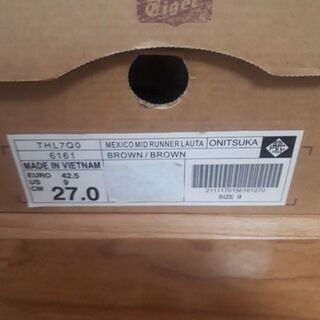 Tiger
THL7Q0 MEXICO MID RUNNER LAUTA ONITSUKA
6161 BROWN / BROWN
MADE IN VIETNAM
EURO 42.5
US 9
CM 27.0
2111170156161270
SIZE 9